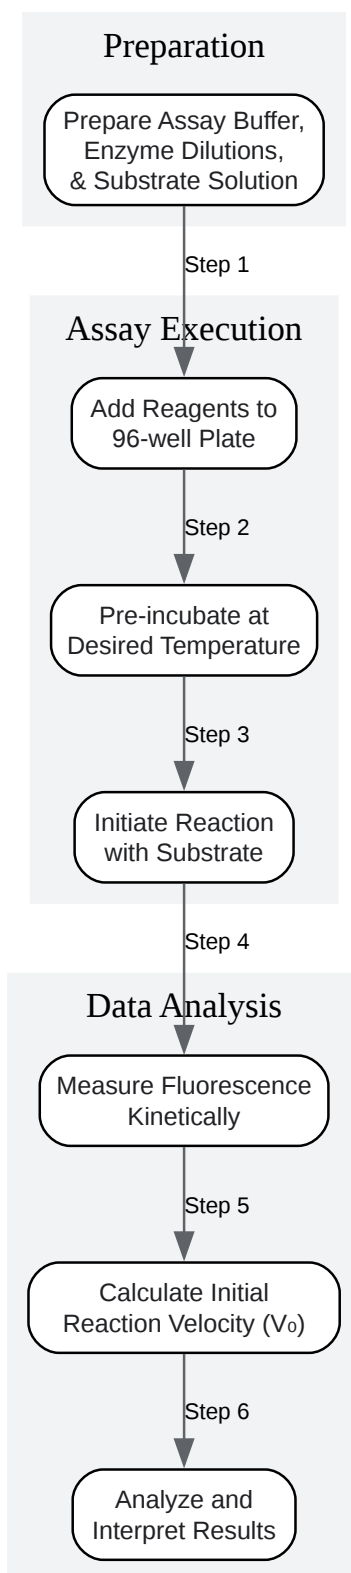 Preparation
Prepare Assay Buffer,
Enzyme Dilutions,
& Substrate Solution
Step 1
Assay Execution
Add Reagents to
96-well Plate
Step 2
Pre-incubate at
Desired Temperature
Step 3
Initiate Reaction
with Substrate
Step 4
Data Analysis
Measure Fluorescence
Kinetically
Step 5
Calculate Initial
Reaction Velocity (V₀)
Step 6
Analyze and
Interpret Results